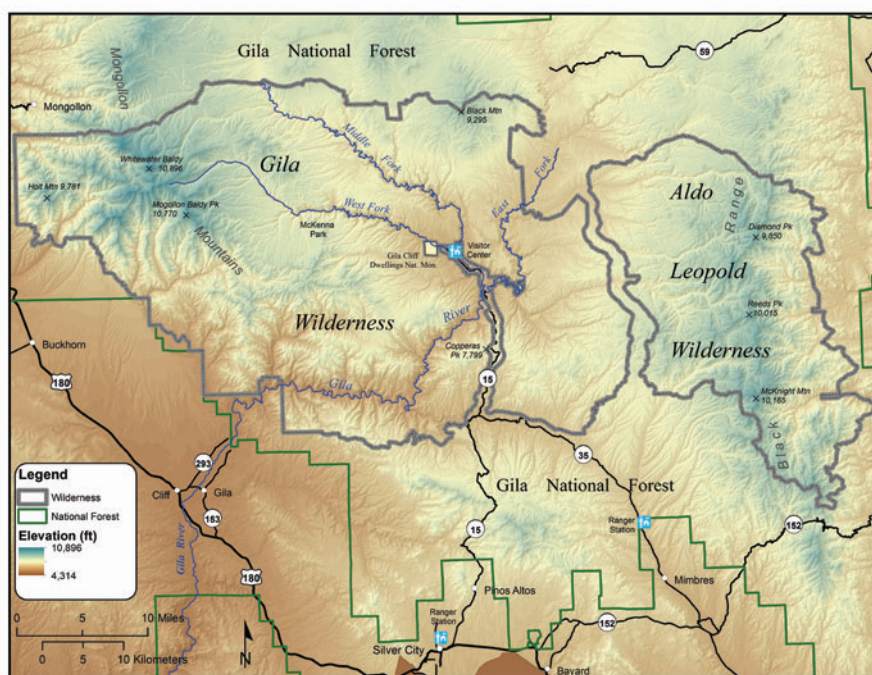 Gila National Forest
59
Mongollon
Mongollon
Black Mtn
9,295
Middle
Fork
Whitewater Baldy
10,896
Gila
East
Fork
Holt Mtn 9,781
Mogollon Baldy Pk
10,770
West Fork
McKenna
Park
Mountains
Gila Cliff
Dwellings Nat. Mon.
Visitor
Center
Aldo
Range
Diamond Pk
9,850
Leopold
Reeds Pk
10,015
Wilderness
River
Wilderness
Copperas
Pk 7,799
15
Gila
McKnight Mtn
10,165
Black
Buckhorn
180
293
35
Gila National Forest
Legend
Wilderness
National Forest
Elevation (ft)
10,896
4,314
Cliff
Gila
153
Gila River
15
Ranger
Station
152
180
Mimbres
Pinos Altos
10 5 0 10 Miles
10 5 0 10 Kilometers
N
Ranger
Station
Silver City
152
Bayard